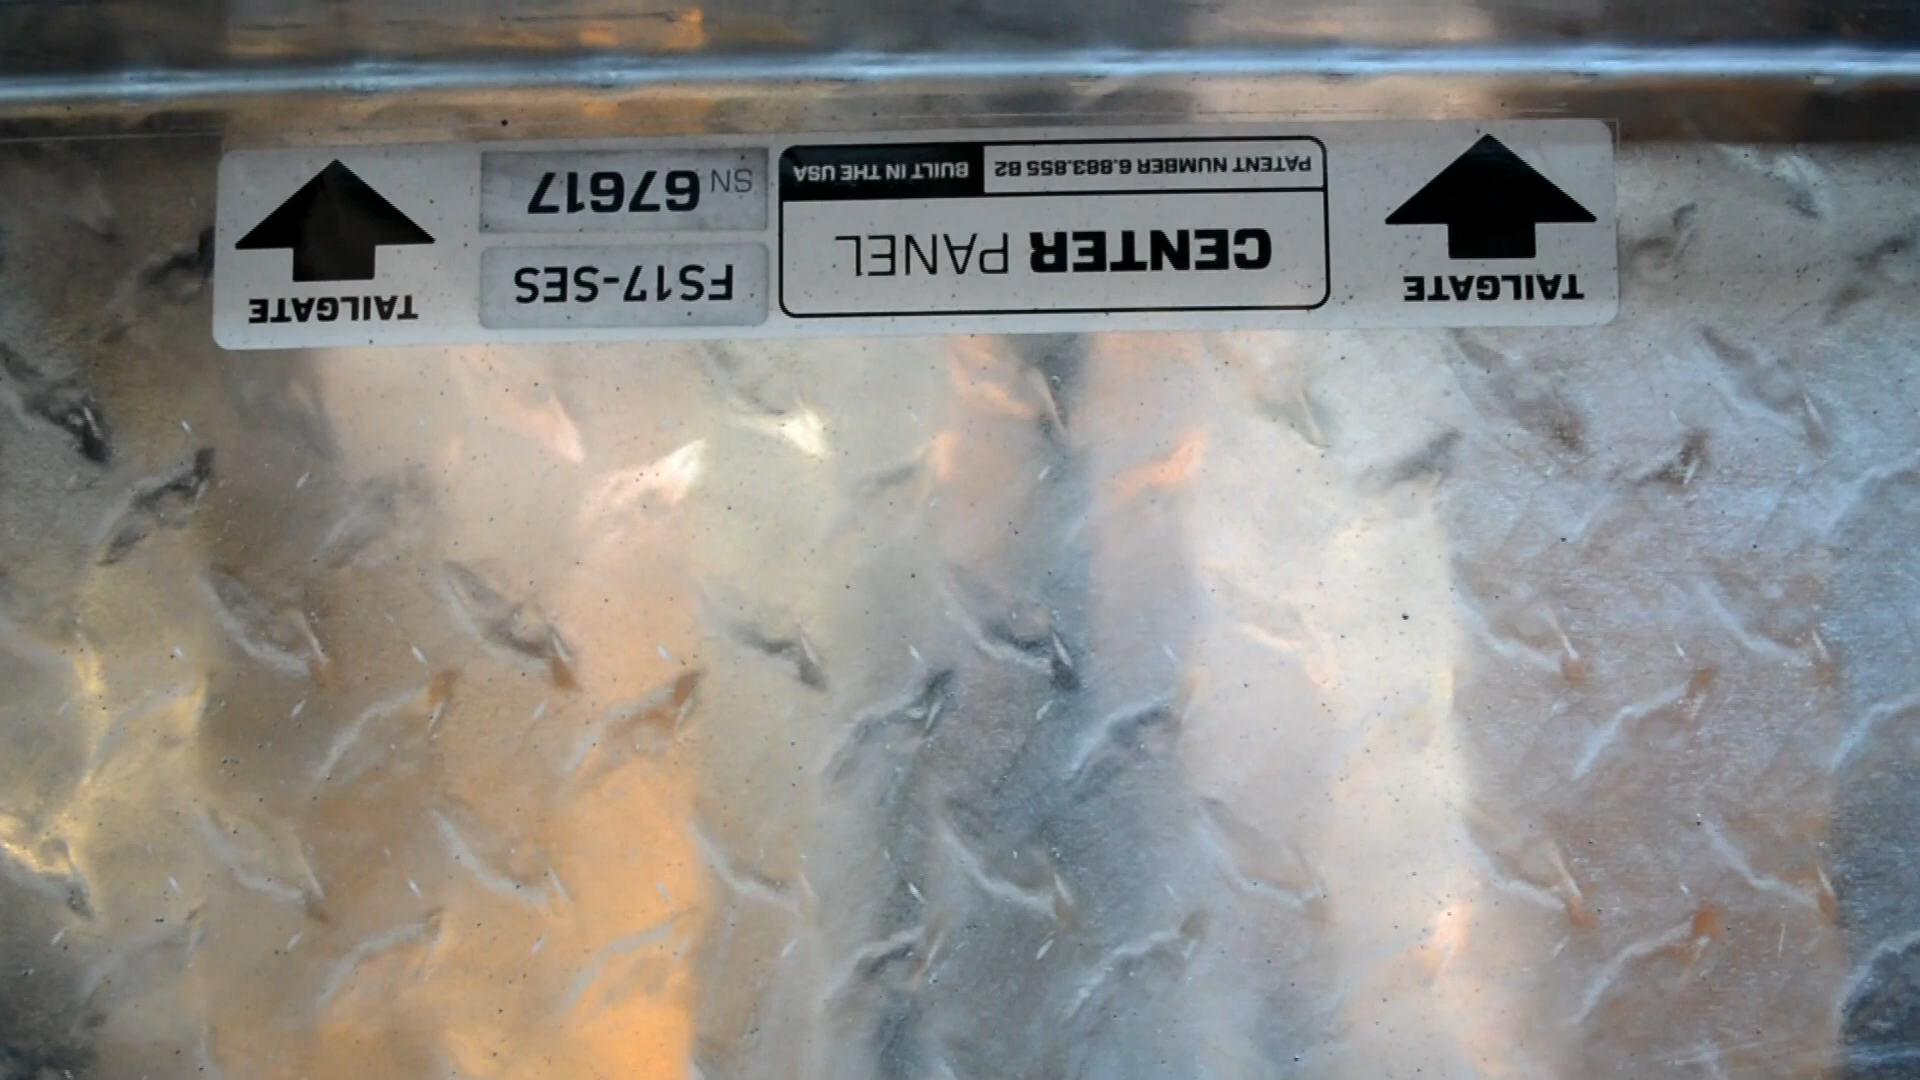 TAILGATE
CENTER PANEL
PATENT NUMBER 6.883.855 B2
BUILT IN THE USA
FS17-SES
SN 67617
TAILGATE